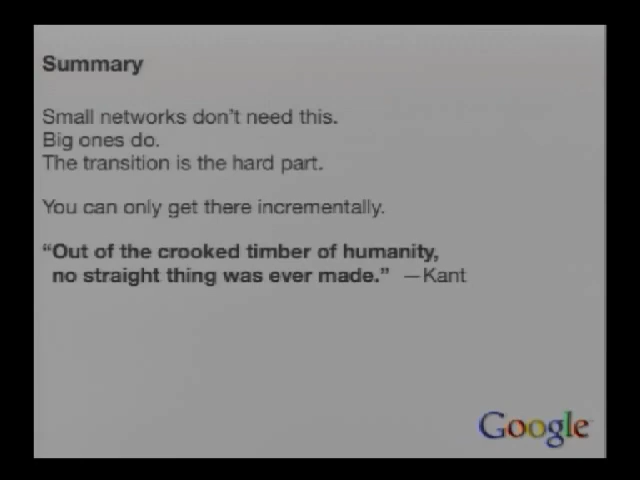 Summary
Small networks don't need this.
Big ones do.
The transition is the hard part.
You can only get there incrementally.
“Out of the crooked timber of humanity,
no straight thing was ever made.” —Kant
Google